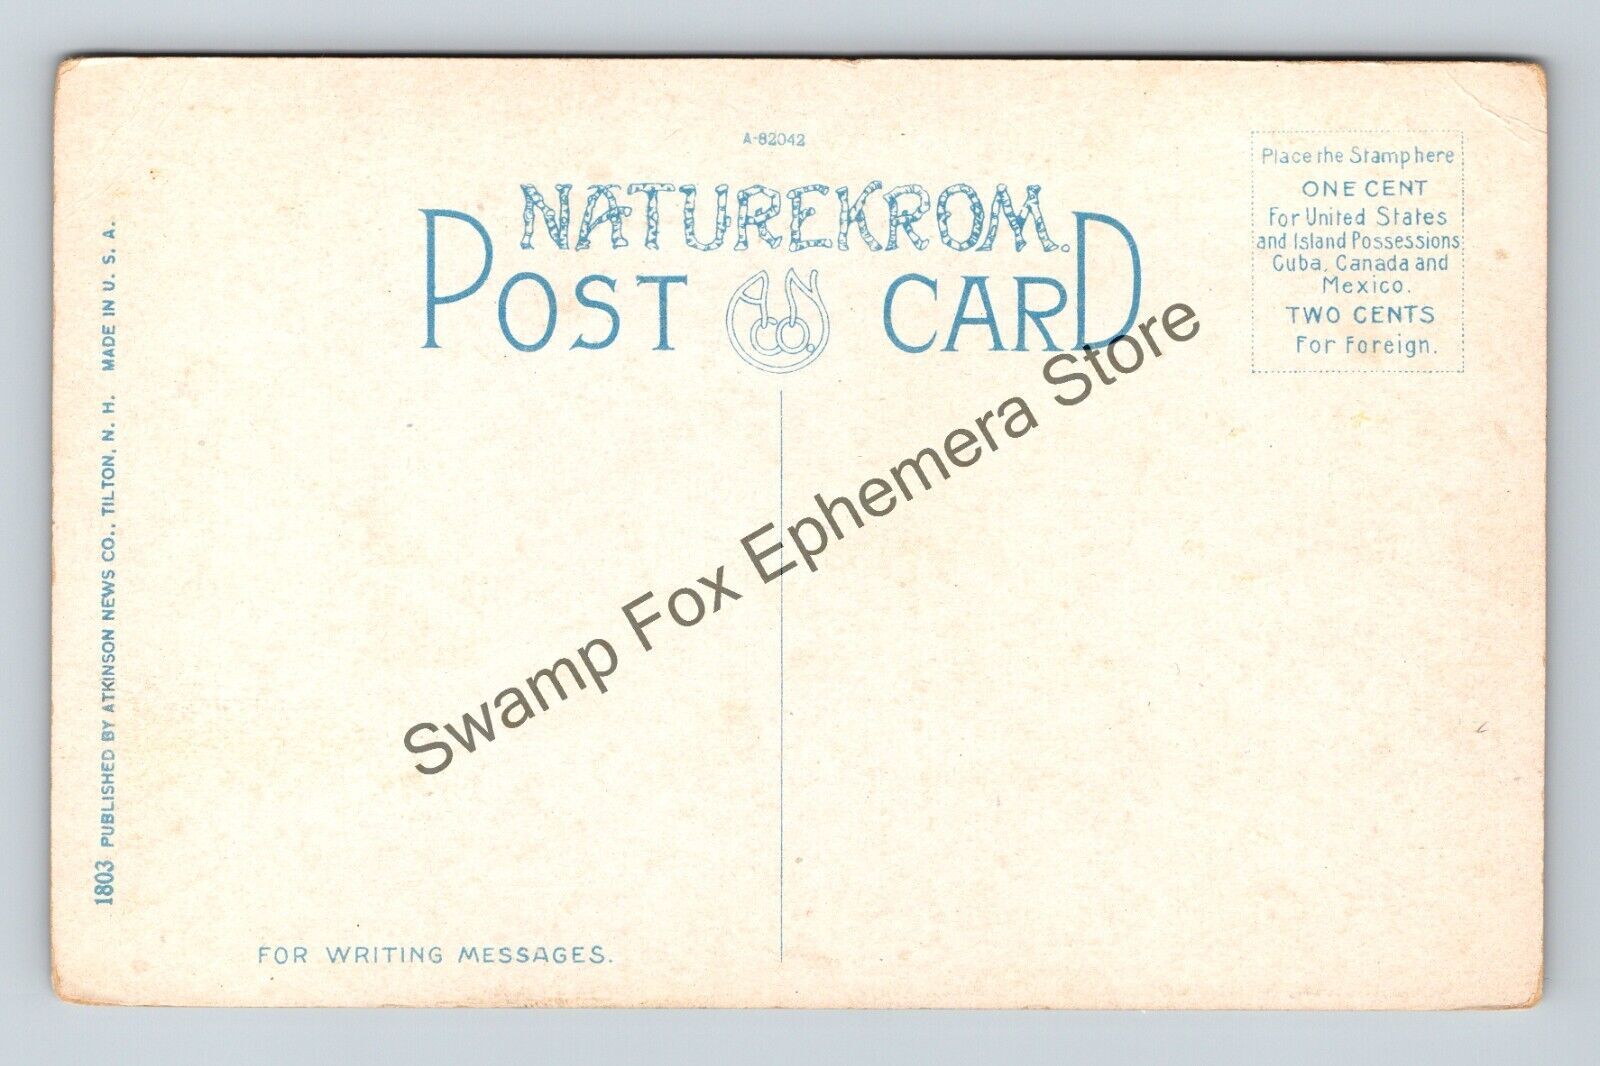 A-82042
NATUREKROM.
POST CARD
A N CO.
Place the Stamp here
ONE CENT
For United States
and Island Possessions
Cuba, Canada and
Mexico.
TWO CENTS
For Foreign.
1803 PUBLISHED BY ATKINSON NEWS CO., TILTON, N. H. MADE IN U. S. A.
Swamp Fox Ephemera Store
FOR WRITING MESSAGES.